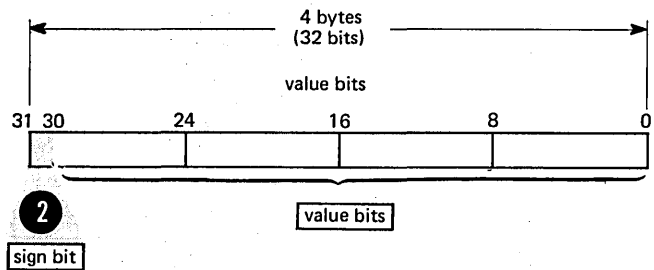 4 bytes
(32 bits)
value bits
31 30 24 16 8 0
2
value bits
sign bit